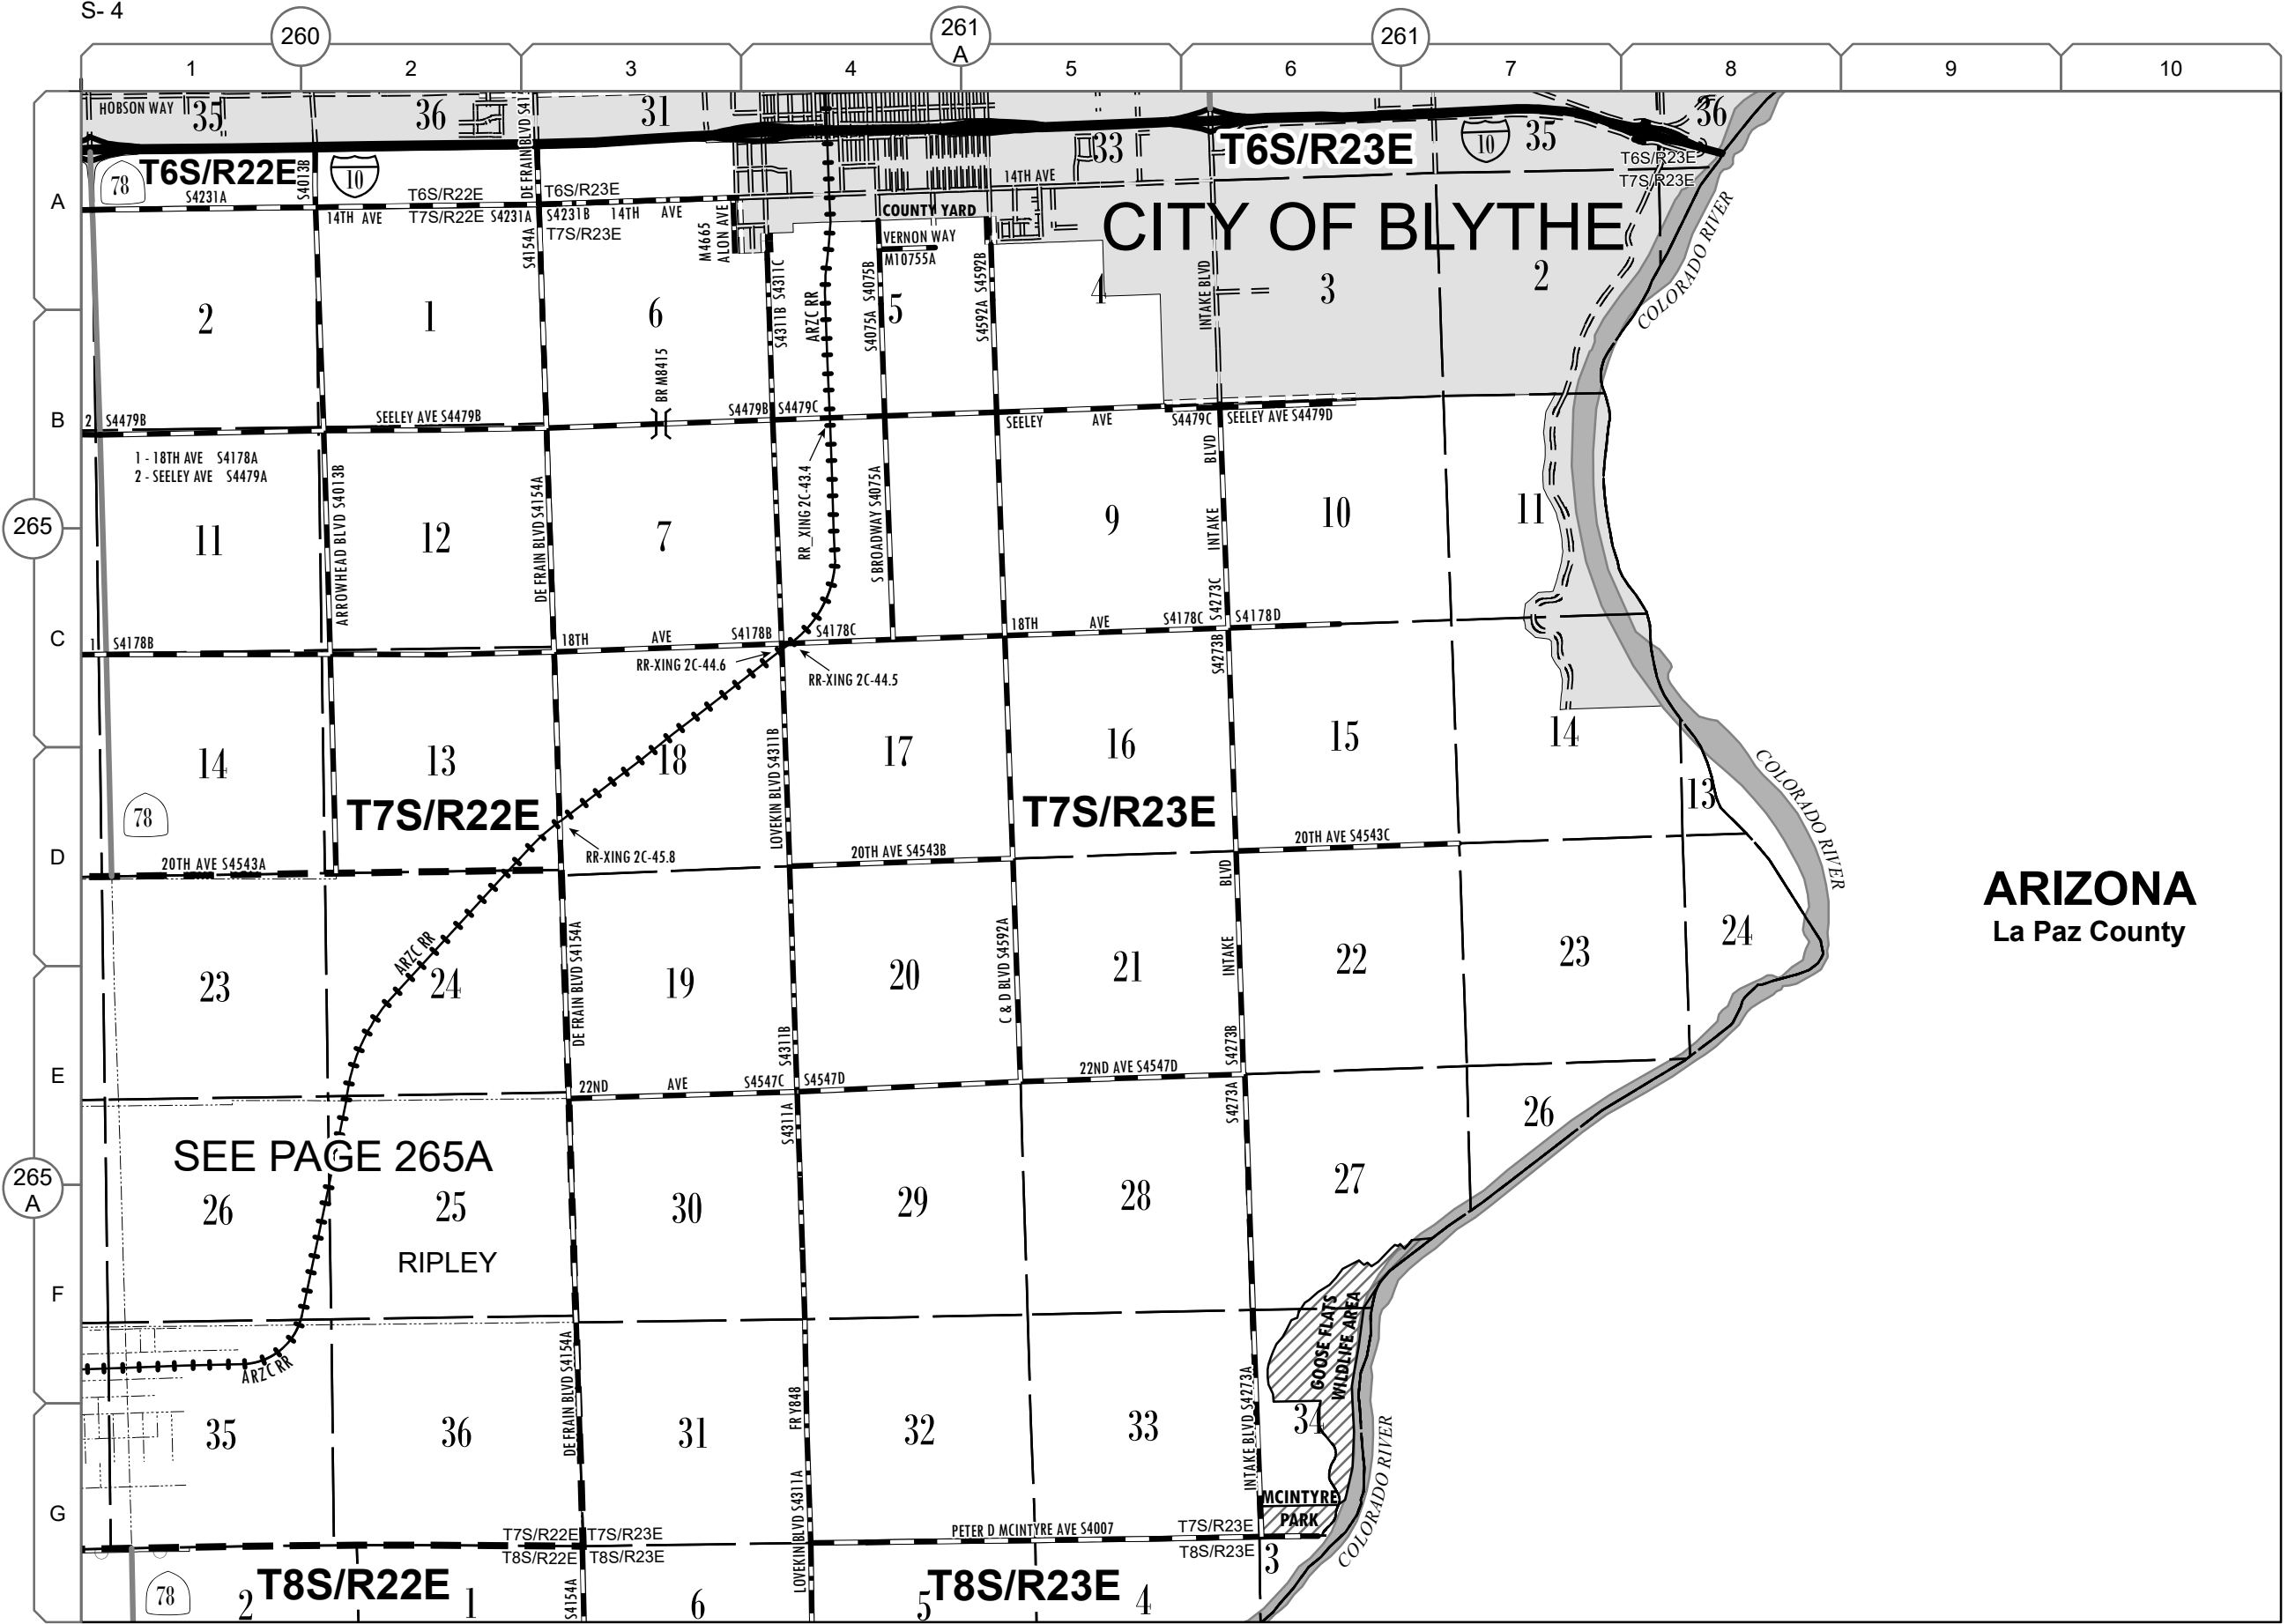 S- 4
260
261
A
261
1 2 3 4 5 6 7 8 9 10
A
B
C
D
E
F
G
265
265
A
HOBSON WAY
35
36
31
33
35
36
78
T6S/R22E
S4231A
S4013B
10
DE FRAIN BLVD S41
T6S/R22E
14TH AVE
T7S/R22E
S4231A
T6S/R23E
S4231B 14TH AVE
T7S/R23E
S4154A
M4665
ALON AVE
14TH AVE
COUNTY YARD
VERNON WAY
M10755A
T6S/R23E
10
T6S/R23E
T7S/R23E
CITY OF BLYTHE
COLORADO RIVER
2
1
6
5
4
3
2
S4311B S4311C
ARZC RR
S4075A S4075B
S4592A S4592B
INTAKE BLVD
BR M8415
2 S4479B
SEELEY AVE S4479B
S4479B S4479C
SEELEY AVE S4479C
SEELEY AVE S4479D
1 - 18TH AVE S4178A
2 - SEELEY AVE S4479A
ARROWHEAD BLVD S4013B
DE FRAIN BLVD S4154A
RR_XING 2C-43.4
S BROADWAY S4075A
INTAKE BLVD
S4273C
11
12
7
9
10
11
1 S4178B
18TH AVE S4178B
S4178C
18TH AVE S4178C
S4178D
RR-XING 2C-44.6
RR-XING 2C-44.5
S4273B
14
13
18
17
16
15
14
13
78
T7S/R22E
T7S/R23E
LOVEKIN BLVD S4311B
COLORADO RIVER
RR-XING 2C-45.8
20TH AVE S4543A
20TH AVE S4543B
20TH AVE S4543C
ARIZONA
La Paz County
ARZC RR
DE FRAIN BLVD S4154A
C & D BLVD S4592A
INTAKE BLVD
23
24
19
20
21
22
23
24
S4311B
S4273B
22ND AVE S4547C
S4547D
22ND AVE S4547D
S4311A
S4273A
SEE PAGE 265A
26
25
30
29
28
27
26
RIPLEY
GOOSE FLATS
WILDLIFE AREA
ARZC RR
DEFRAIN BLVD S4154A
FR Y848
LOVEKIN BLVD S4311A
INTAKE BLVD S4273A
35
36
31
32
33
34
COLORADO RIVER
MCINTYRE
PARK
T7S/R22E
T7S/R23E
PETER D MCINTYRE AVE S4007
T7S/R23E
T8S/R22E
T8S/R23E
T8S/R23E
78
T8S/R22E
T8S/R23E
S4154A
2
1
6
5
4
3